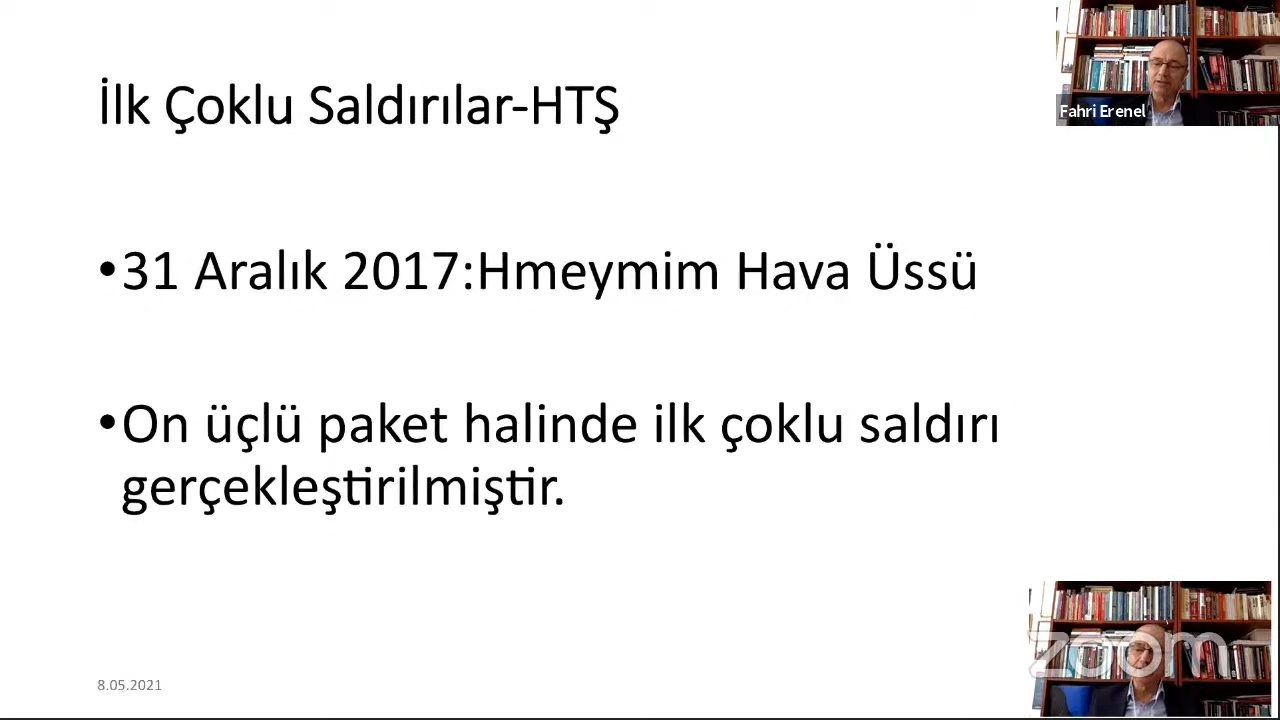 İlk Çoklu Saldırılar-HTŞ
Fahri Erenel
•31 Aralık 2017:Hmeymim Hava Üssü
•On üçlü paket halinde ilk çoklu saldırı
gerçekleştirilmiştir.
zoom
8.05.2021